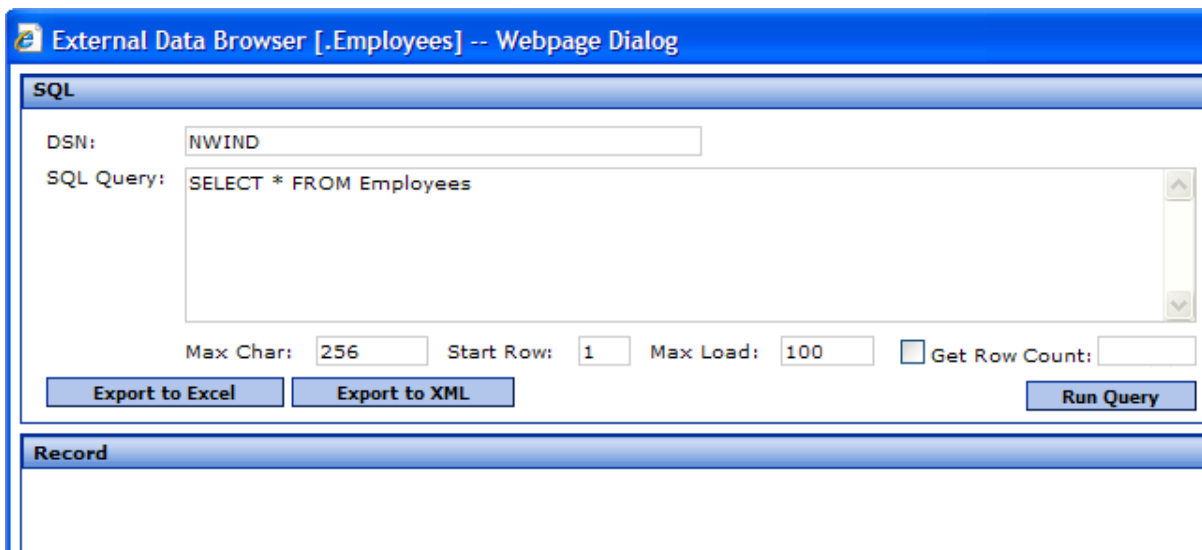 External Data Browser [.Employees] -- Webpage Dialog
SQL
DSN: NWIND
SQL Query: SELECT * FROM Employees
Max Char: 256 Start Row: 1 Max Load: 100 Get Row Count:
Export to Excel Export to XML Run Query
Record